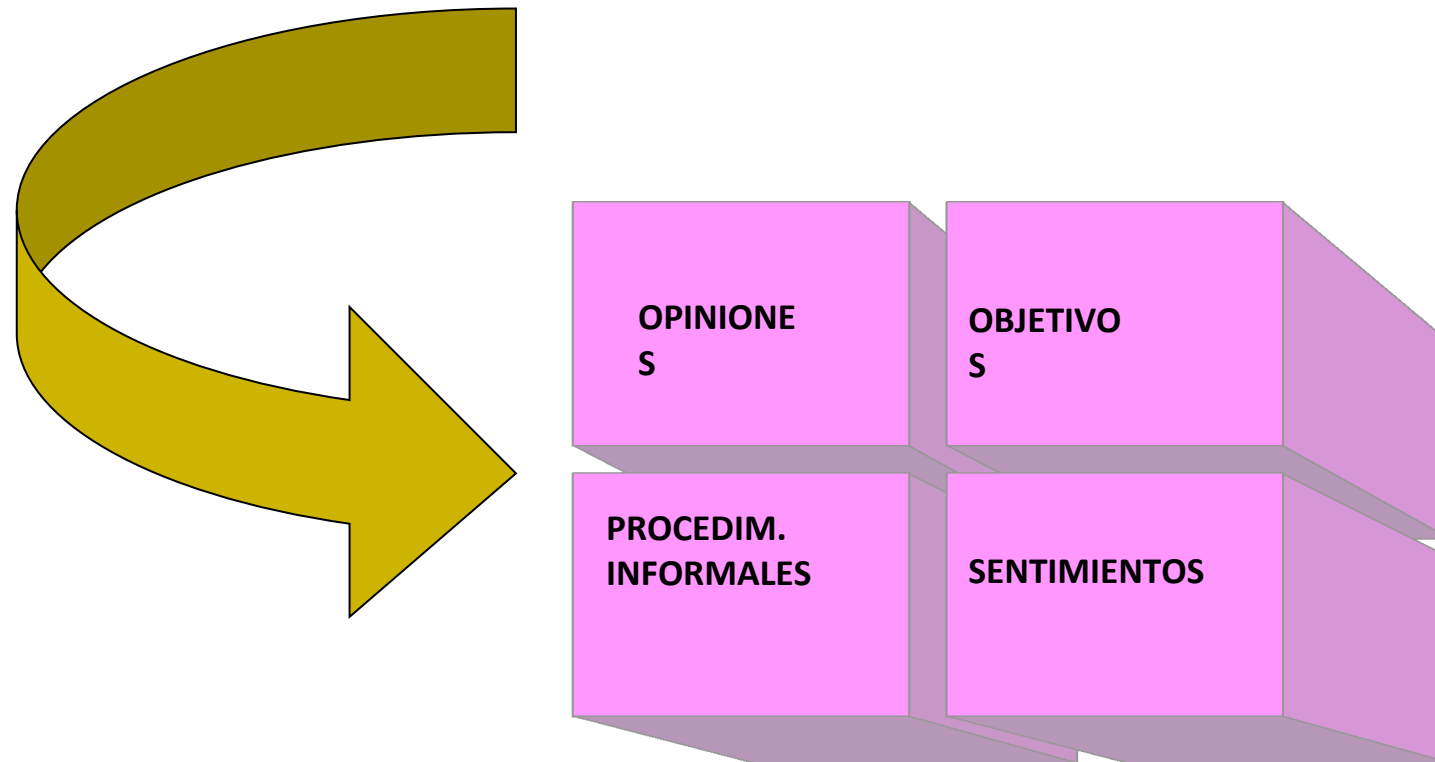 OPINIONE
S
OBJETIVO
S
PROCEDIM.
INFORMALES
SENTIMIENTOS